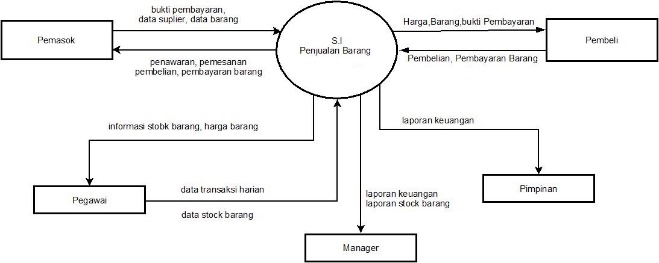 bukti pembayaran,
data suplier, data barang
Pemasok
penawaran, pemesanan
pembelian, pembayaran barang
S.I
Penjualan Barang
Harga,Barang,bukti Pembayaran
Pembelian, Pembayaran Barang
Pembeli
informasi stobk barang, harga barang
laporan keuangan
Pegawai
data transaksi harian
data stock barang
laporan keuangan
laporan stock barang
Pimpinan
Manager